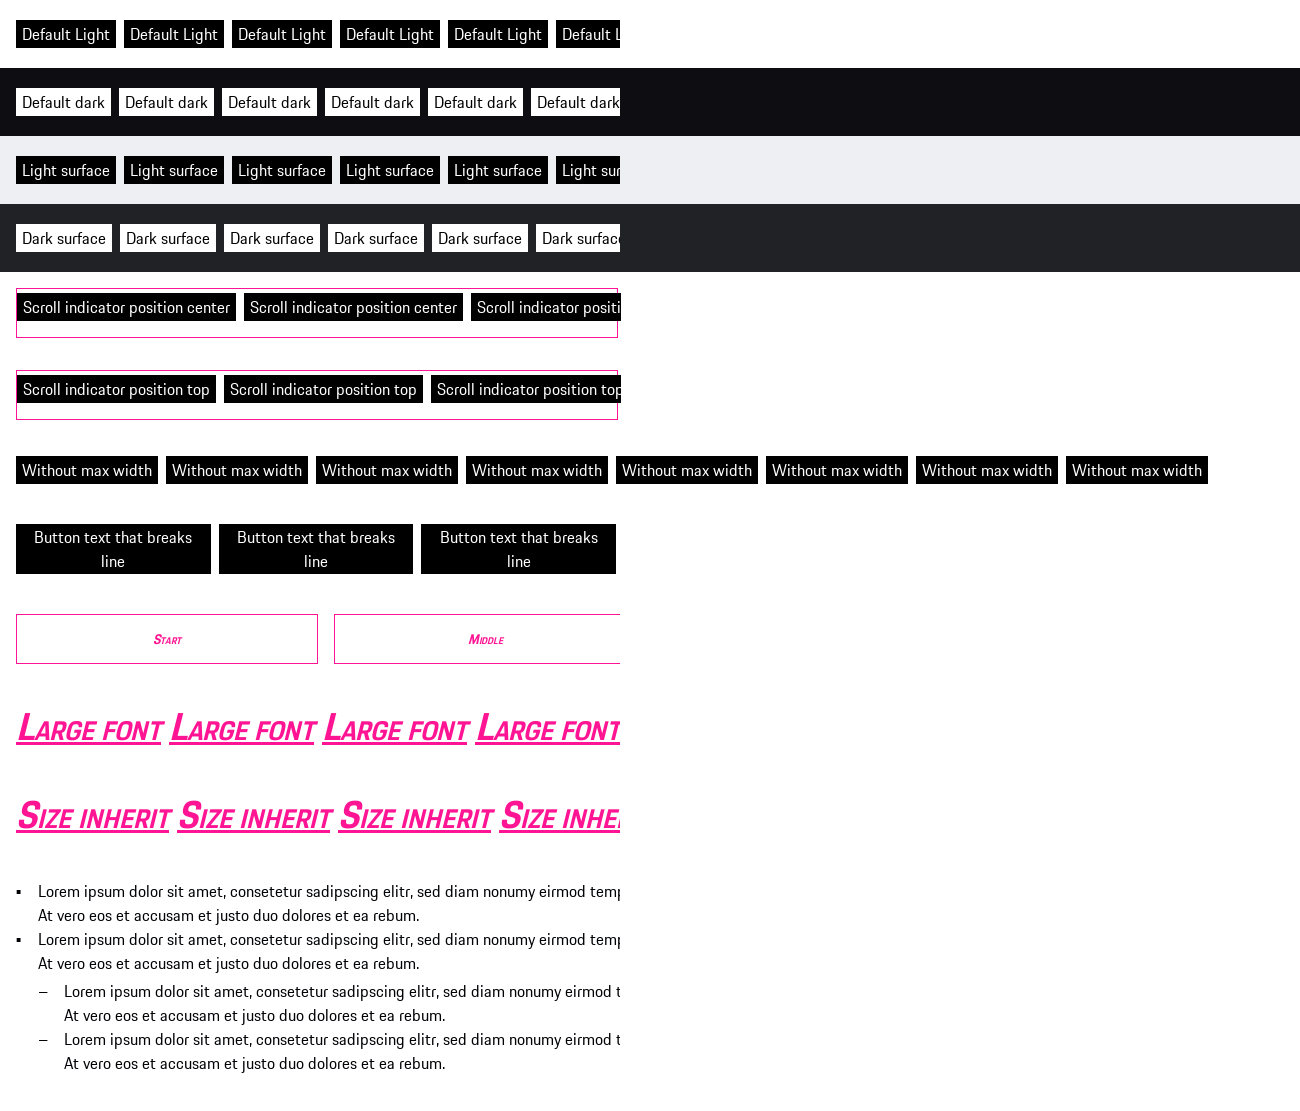 Default Light Default Light Default Light Default Light Default Light Default L
Default dark Default dark Default dark Default dark Default dark Default dark
Light surface Light surface Light surface Light surface Light surface Light sur
Dark surface Dark surface Dark surface Dark surface Dark surface Dark surface
Scroll indicator position center Scroll indicator position center Scroll indicator positi
Scroll indicator position top Scroll indicator position top Scroll indicator position top
Without max width Without max width Without max width Without max width Without max width Without max width Without max width Without max width
Button text that breaks Button text that breaks Button text that breaks
line line line
Start Middle
Large font Large font Large font Large font
Size inherit Size inherit Size inherit Size inhe
▪ Lorem ipsum dolor sit amet, consetetur sadipscing elitr, sed diam nonumy eirmod temp
At vero eos et accusam et justo duo dolores et ea rebum.
▪ Lorem ipsum dolor sit amet, consetetur sadipscing elitr, sed diam nonumy eirmod temp
At vero eos et accusam et justo duo dolores et ea rebum.
– Lorem ipsum dolor sit amet, consetetur sadipscing elitr, sed diam nonumy eirmod t
At vero eos et accusam et justo duo dolores et ea rebum.
– Lorem ipsum dolor sit amet, consetetur sadipscing elitr, sed diam nonumy eirmod t
At vero eos et accusam et justo duo dolores et ea rebum.